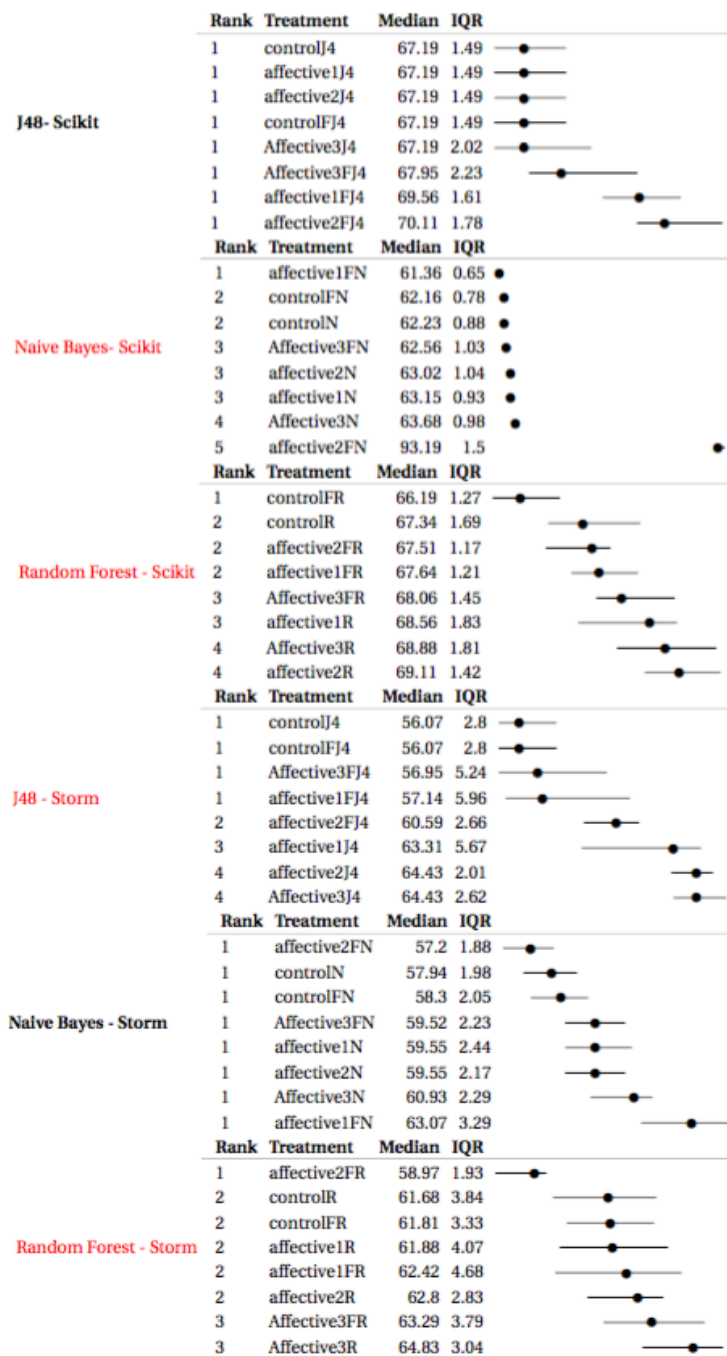 Rank Treatment Median IQR
1 controlJ4 67.19 1.49
1 affective1J4 67.19 1.49
1 affective2J4 67.19 1.49
J48- Scikit 1 controlFJ4 67.19 1.49
1 Affective3J4 67.19 2.02
1 Affective3FJ4 67.95 2.23
1 affective1FJ4 69.56 1.61
1 affective2FJ4 70.11 1.78
Rank Treatment Median IQR
1 affective1FN 61.36 0.65
2 controlFN 62.16 0.78
2 controlN 62.23 0.88
Naive Bayes- Scikit 3 Affective3FN 62.56 1.03
3 affective2N 63.02 1.04
3 affective1N 63.15 0.93
4 Affective3N 63.68 0.98
5 affective2FN 93.19 1.5
Rank Treatment Median IQR
1 controlFR 66.19 1.27
2 controlR 67.34 1.69
2 affective2FR 67.51 1.17
Random Forest - Scikit 2 affective1FR 67.64 1.21
3 Affective3FR 68.06 1.45
3 affective1R 68.56 1.83
4 Affective3R 68.88 1.81
4 affective2R 69.11 1.42
Rank Treatment Median IQR
1 controlJ4 56.07 2.8
1 controlFJ4 56.07 2.8
1 Affective3FJ4 56.95 5.24
J48 - Storm 1 affective1FJ4 57.14 5.96
2 affective2FJ4 60.59 2.66
3 affective1J4 63.31 5.67
4 affective2J4 64.43 2.01
4 Affective3J4 64.43 2.62
Rank Treatment Median IQR
1 affective2FN 57.2 1.88
1 controlN 57.94 1.98
1 controlFN 58.3 2.05
Naive Bayes - Storm 1 Affective3FN 59.52 2.23
1 affective1N 59.55 2.44
1 affective2N 59.55 2.17
1 Affective3N 60.93 2.29
1 affective1FN 63.07 3.29
Rank Treatment Median IQR
1 affective2FR 58.97 1.93
2 controlR 61.68 3.84
2 controlFR 61.81 3.33
Random Forest - Storm 2 affective1R 61.88 4.07
2 affective1FR 62.42 4.68
2 affective2R 62.8 2.83
3 Affective3FR 63.29 3.79
3 Affective3R 64.83 3.04